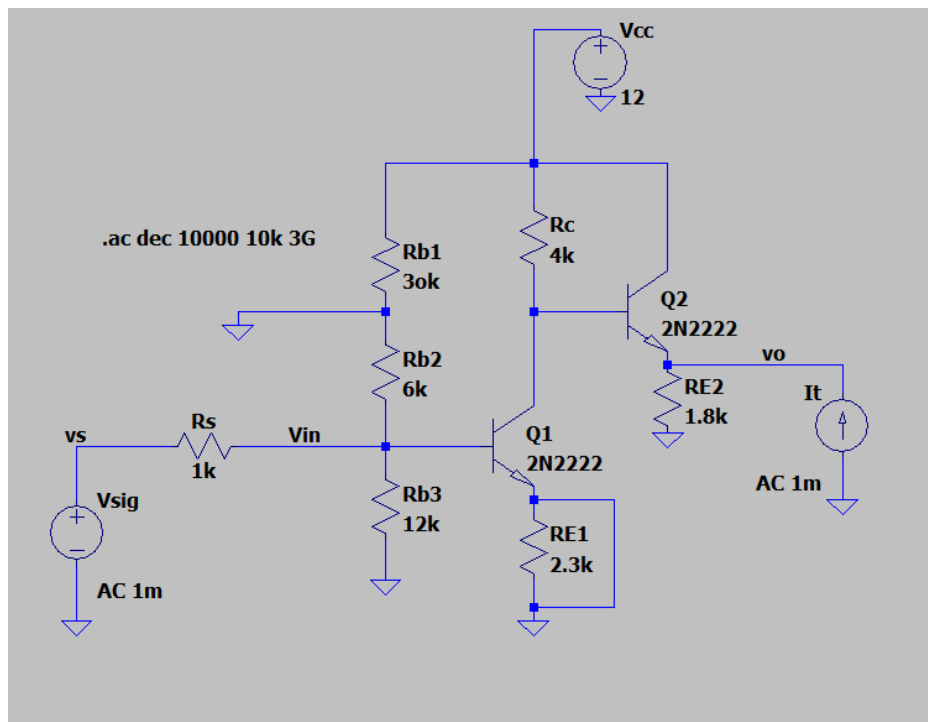 Vcc
12
.ac dec 10000 10k 3G
Rb1
3ok
Rc
4k
Q2
2N2222
Rb2
6k
vo
RE2
1.8k
It
vs
Rs
1k
Vin
Q1
2N2222
AC 1m
Vsig
Rb3
12k
RE1
2.3k
AC 1m